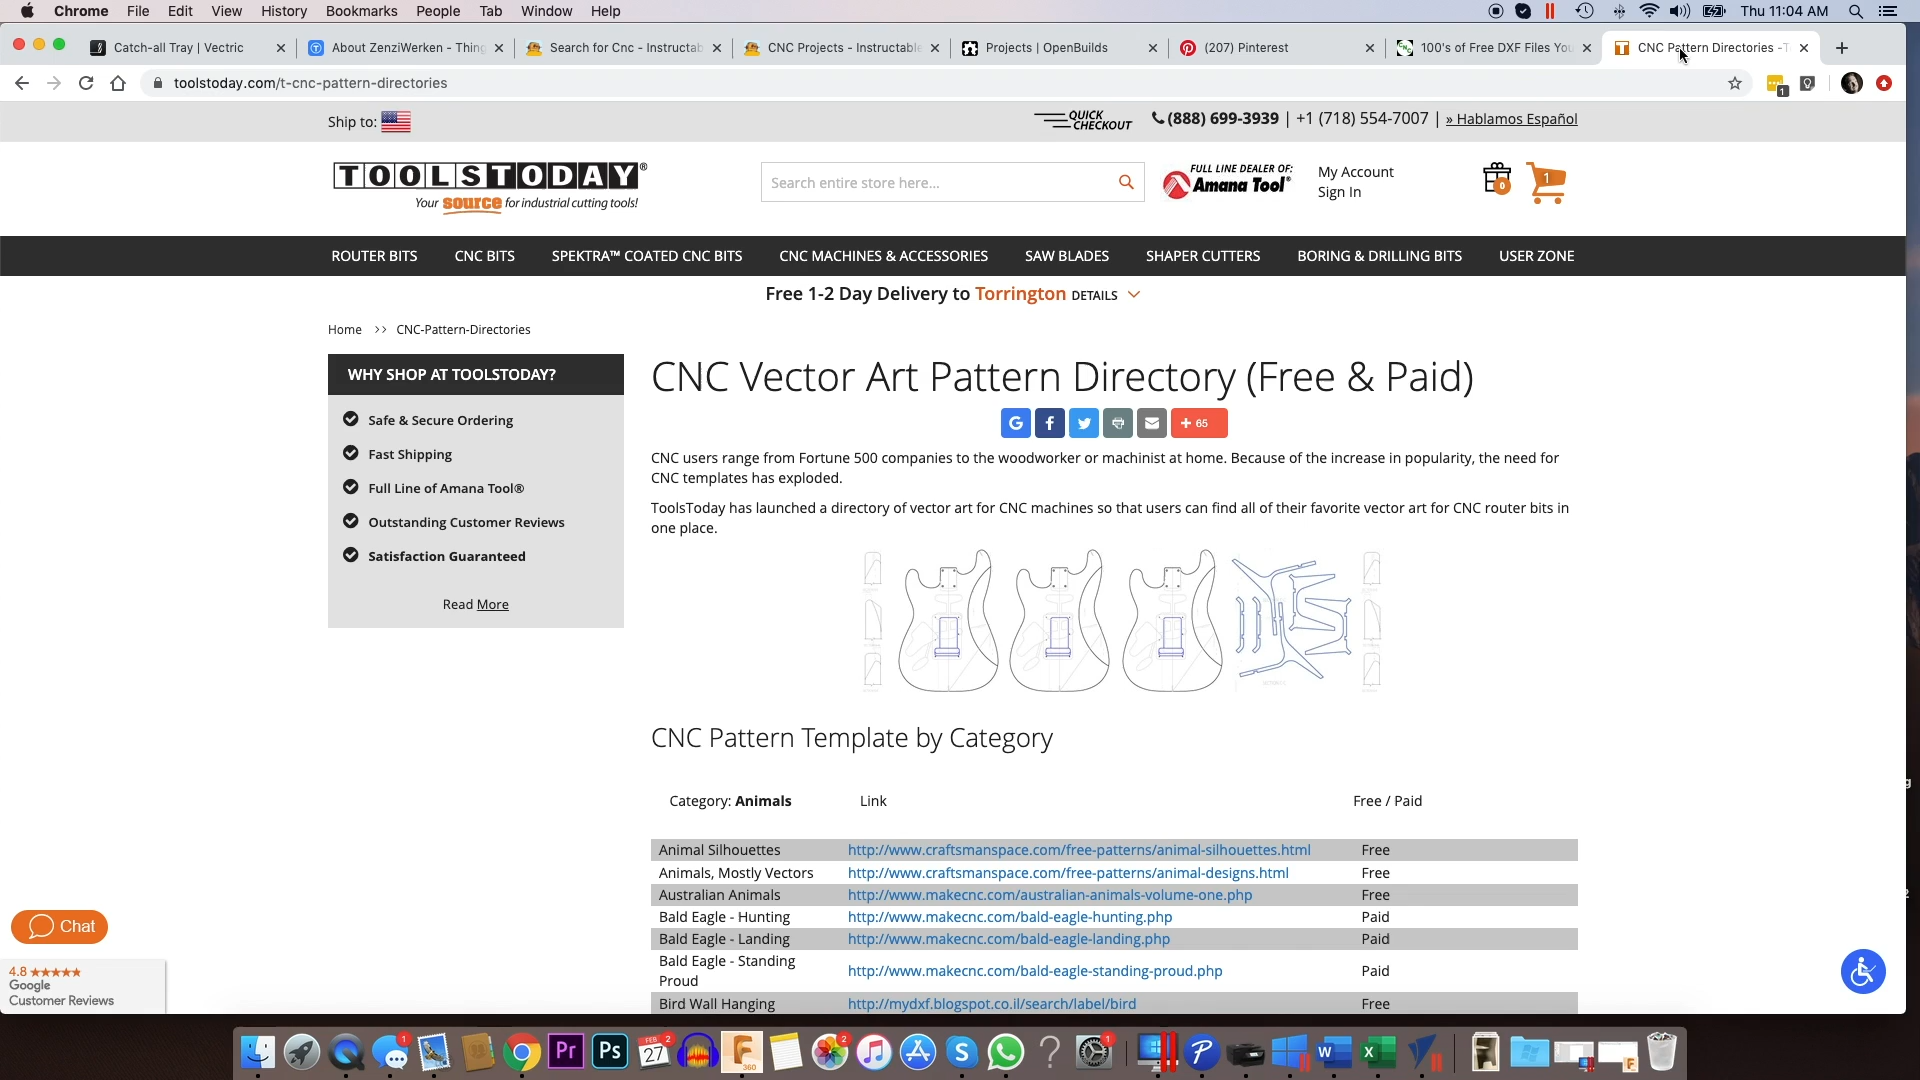 Chrome File Edit View History Bookmarks People Tab Window Help Thu 11:04 AM
Catch-all Tray | Vectric About ZenziWerken - Thing Search for Cnc - Instructab CNC Projects - Instructable Projects | OpenBuilds (207) Pinterest 100's of Free DXF Files You CNC Pattern Directories - T
toolstoday.com/t-cnc-pattern-directories 1
Ship to: QUICK CHECKOUT (888) 699-3939 | +1 (718) 554-7007 | » Hablamos Español
TOOLSTODAY®
Your source for industrial cutting tools!
Search entire store here...
FULL LINE DEALER OF:
Amana Tool®
My Account
Sign In
0
1
ROUTER BITS CNC BITS SPEKTRA™ COATED CNC BITS CNC MACHINES & ACCESSORIES SAW BLADES SHAPER CUTTERS BORING & DRILLING BITS USER ZONE
Free 1-2 Day Delivery to Torrington DETAILS
Home >> CNC-Pattern-Directories
WHY SHOP AT TOOLSTODAY?
Safe & Secure Ordering
Fast Shipping
Full Line of Amana Tool®
Outstanding Customer Reviews
Satisfaction Guaranteed
Read More
CNC Vector Art Pattern Directory (Free & Paid)
G f + 65
CNC users range from Fortune 500 companies to the woodworker or machinist at home. Because of the increase in popularity, the need for
CNC templates has exploded.
ToolsToday has launched a directory of vector art for CNC machines so that users can find all of their favorite vector art for CNC router bits in
one place.
CNC Pattern Template by Category
Category: Animals Link Free / Paid
Animal Silhouettes http://www.craftsmanspace.com/free-patterns/animal-silhouettes.html Free
Animals, Mostly Vectors http://www.craftsmanspace.com/free-patterns/animal-designs.html Free
Australian Animals http://www.makecnc.com/australian-animals-volume-one.php Free
Bald Eagle - Hunting http://www.makecnc.com/bald-eagle-hunting.php Paid
Bald Eagle - Landing http://www.makecnc.com/bald-eagle-landing.php Paid
Bald Eagle - Standing
Proud http://www.makecnc.com/bald-eagle-standing-proud.php Paid
Bird Wall Hanging http://mydxf.blogspot.co.il/search/label/bird Free
Chat
4.8 ★★★★★
Google
Customer Reviews
1 Pr Ps FEB 27 2 F 360 2 S ? 1 P W X F